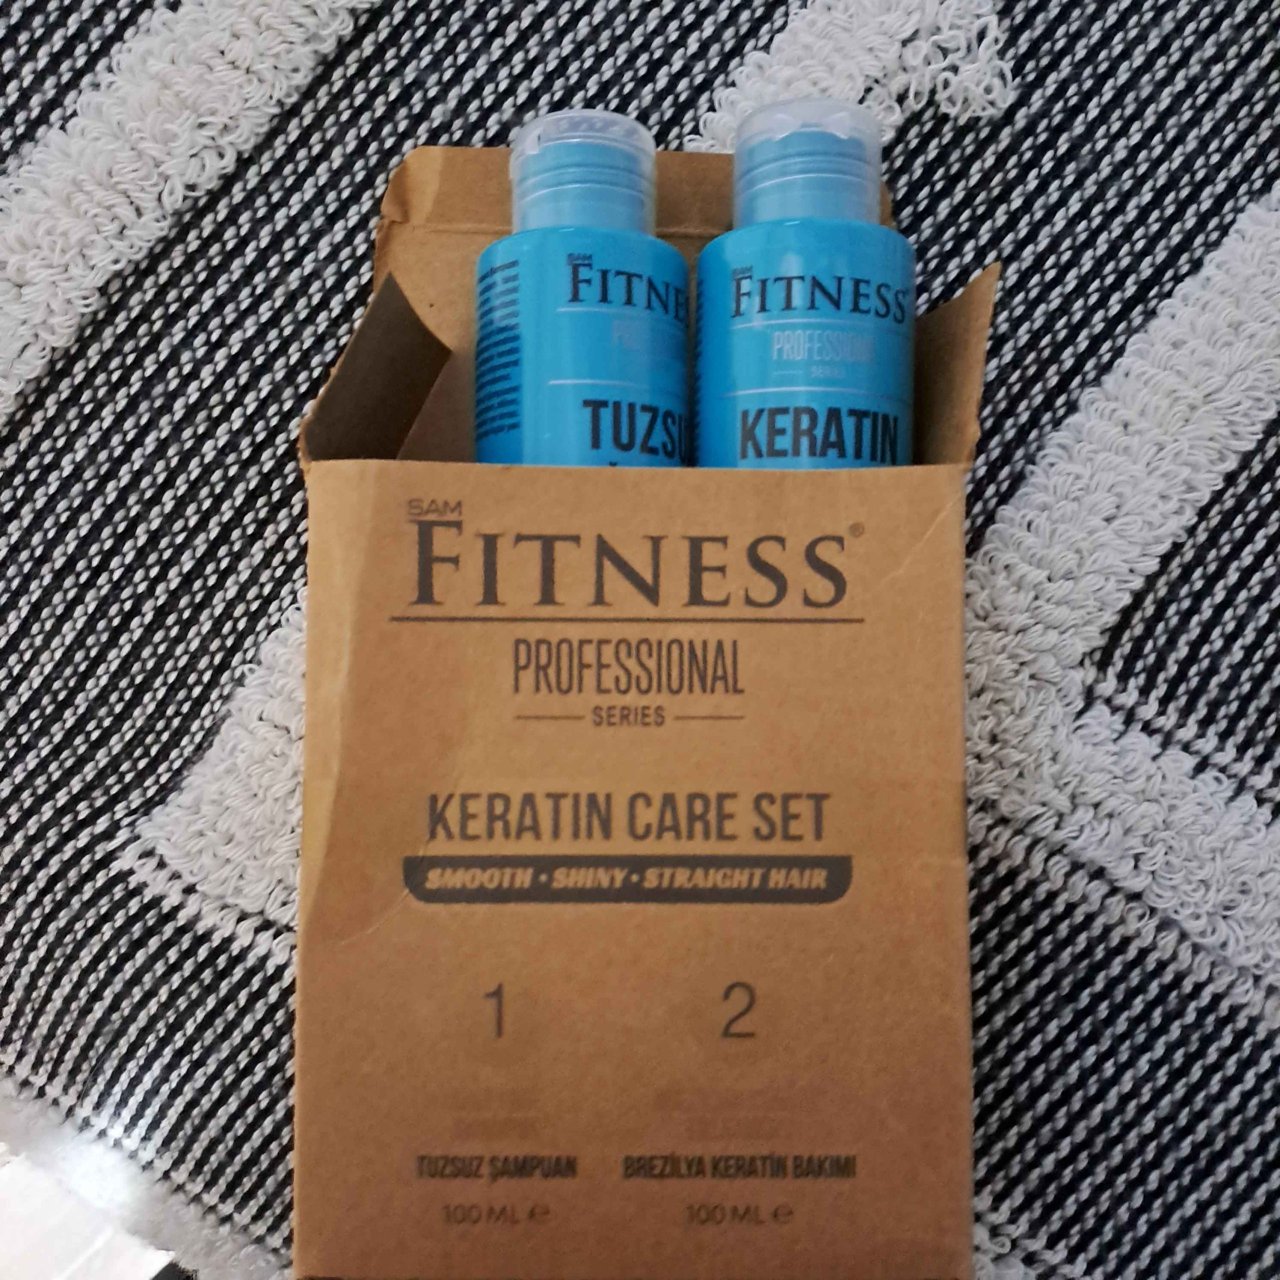 SAM
FITNES
TUZSU
SAM
FITNESS
PROFESSIONAL
SERIES
KERATIN
SAM
FITNESS®
PROFESSIONAL
SERIES
KERATIN CARE SET
SMOOTH • SHINY • STRAIGHT HAIR
1 2
TUZSUZ ŞAMPUAN BREZİLYA KERATİN BAKIMI
100 ML ℮ 100 ML ℮